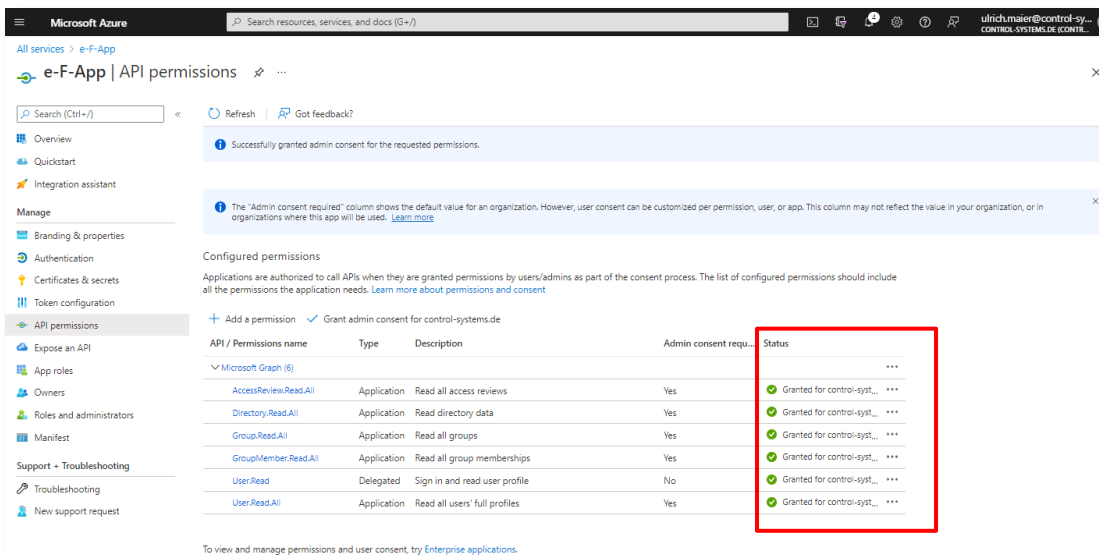 Microsoft Azure
Search resources, services, and docs (G+/)
4
ulrich.maier@control-sy...
CONTROL-SYSTEMS.DE (CONTR...
All services > e-F-App
e-F-App | API permissions
Search (Ctrl+/)
Refresh
Got feedback?
Overview
Quickstart
Integration assistant
Manage
Branding & properties
Authentication
Certificates & secrets
Token configuration
API permissions
Expose an API
App roles
Owners
Roles and administrators
Manifest
Support + Troubleshooting
Troubleshooting
New support request
Successfully granted admin consent for the requested permissions.
The "Admin consent required" column shows the default value for an organization. However, user consent can be customized per permission, user, or app. This column may not reflect the value in your organization, or in
organizations where this app will be used. Learn more
Configured permissions
Applications are authorized to call APIs when they are granted permissions by users/admins as part of the consent process. The list of configured permissions should include
all the permissions the application needs. Learn more about permissions and consent
Add a permission Grant admin consent for control-systems.de
API / Permissions name Type Description Admin consent requ... Status
Microsoft Graph (6)
AccessReview.Read.All Application Read all access reviews Yes Granted for control-syst...
Directory.Read.All Application Read directory data Yes Granted for control-syst...
Group.Read.All Application Read all groups Yes Granted for control-syst...
GroupMember.Read.All Application Read all group memberships Yes Granted for control-syst...
User.Read Delegated Sign in and read user profile No Granted for control-syst...
User.Read.All Application Read all users' full profiles Yes Granted for control-syst...
To view and manage permissions and user consent, try Enterprise applications.